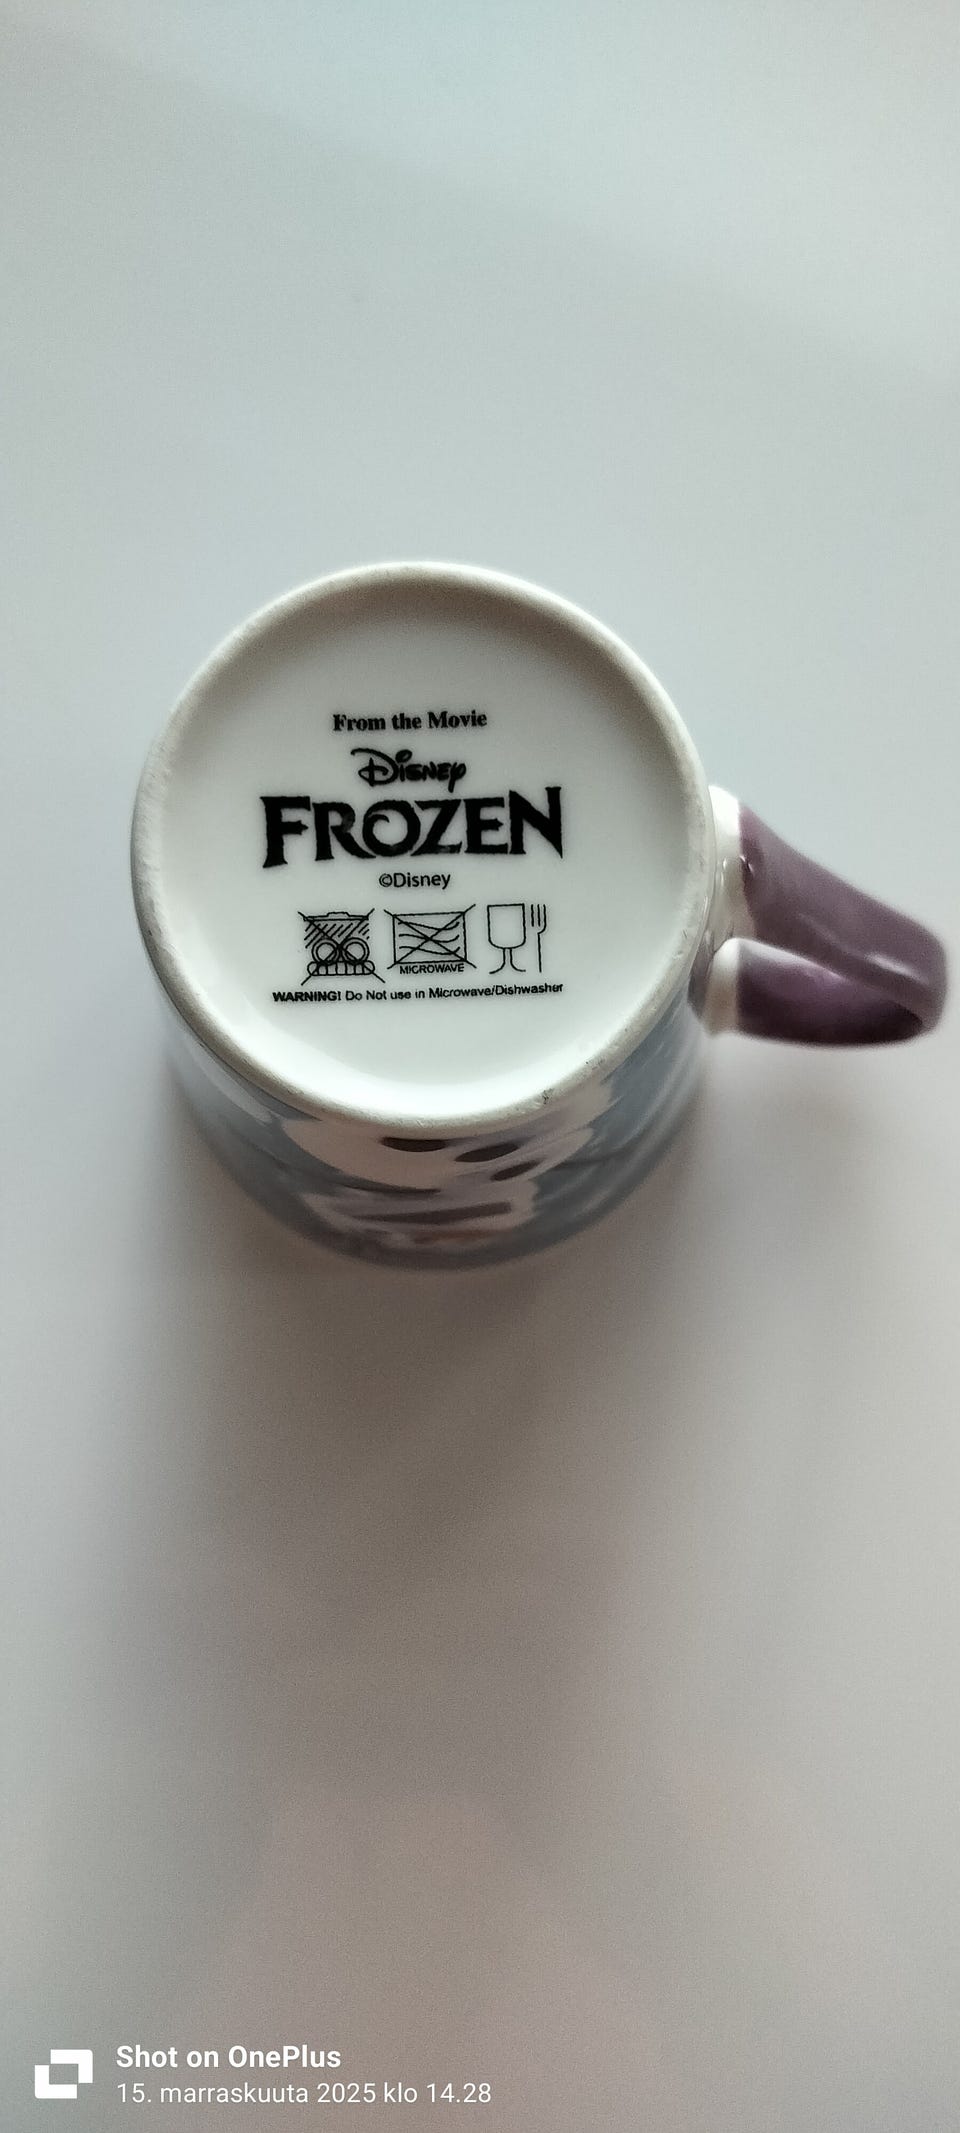 From the Movie
Disney
FROZEN
©Disney
MICROWAVE
WARNING! Do Not use in Microwave/Dishwasher
Shot on OnePlus
15. marraskuuta 2025 klo 14.28